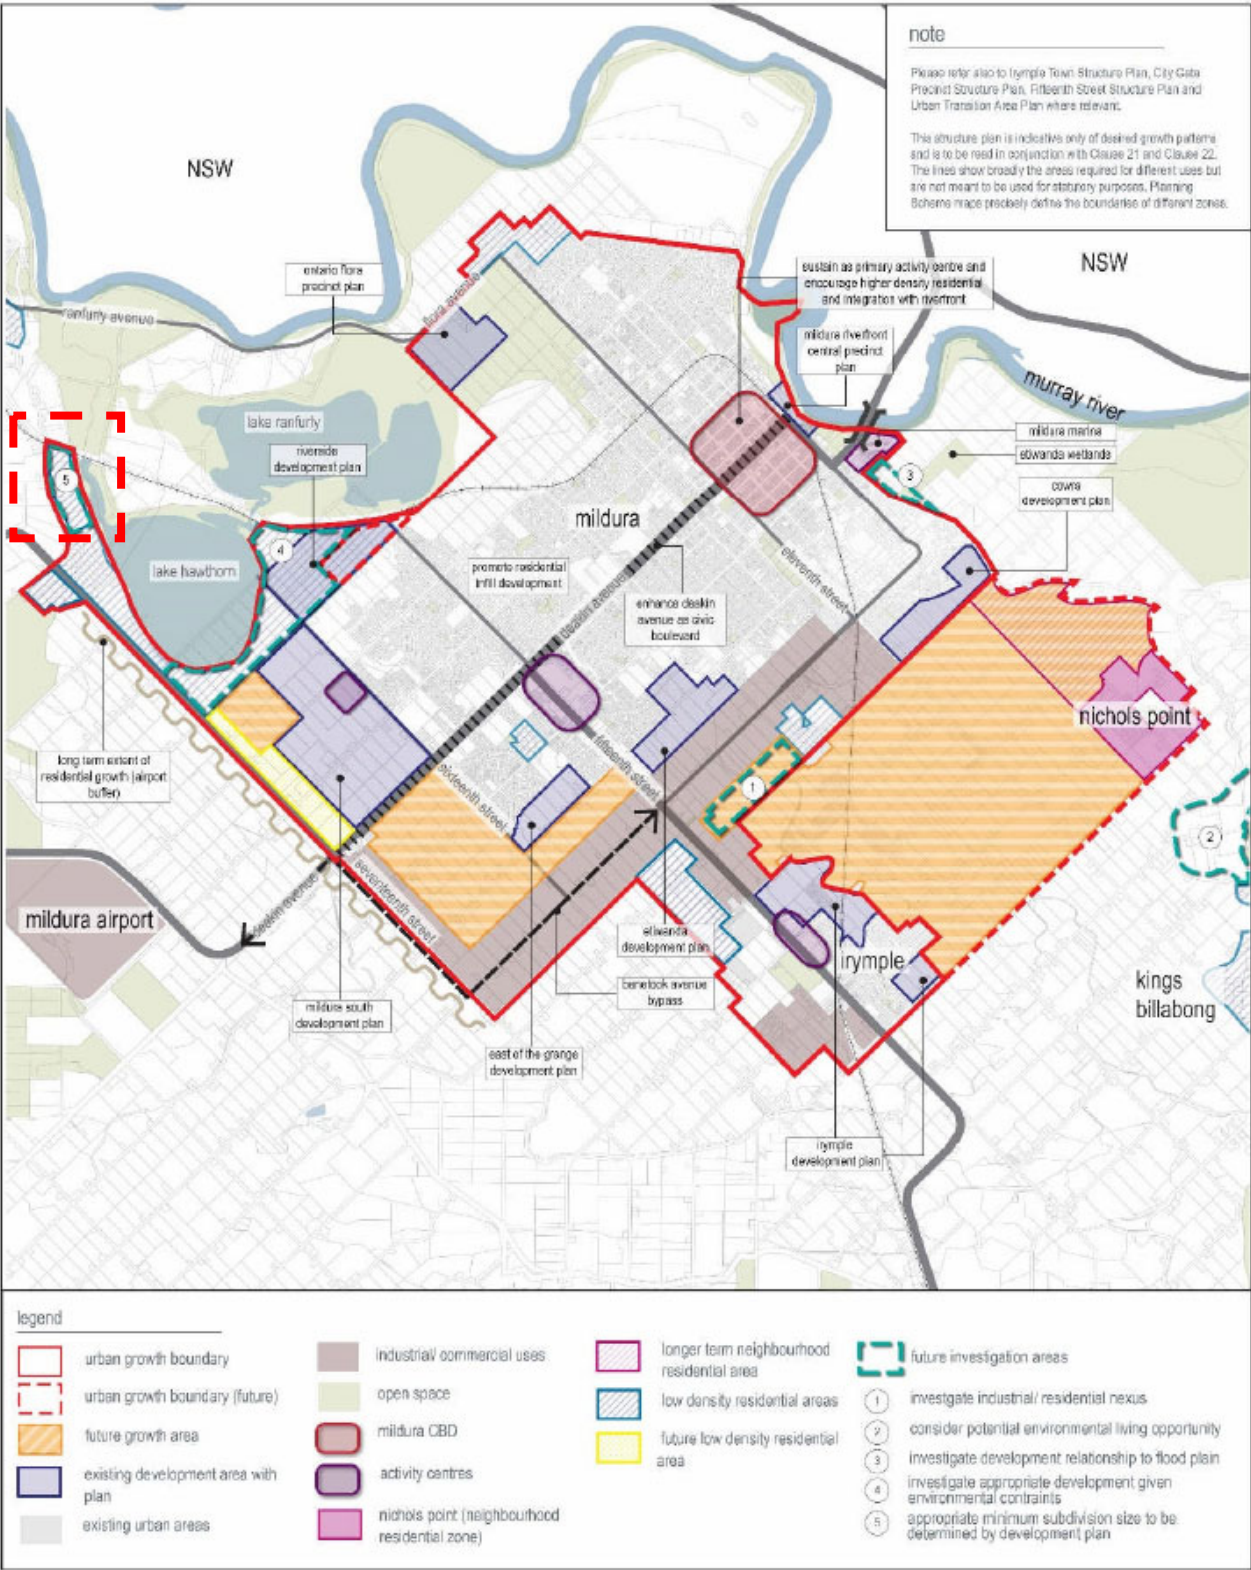 note
Please refer also to Irymple Town Structure Plan, City Gate
Precinct Structure Plan, Fifteenth Street Structure Plan and
Urban Transition Area Plan where relevant.
This structure plan is indicative only of desired growth patterns
and is to be read in conjunction with Clause 21 and Clause 22.
The lines show broadly the areas required for different uses but
are not meant to be used for statutory purposes. Planning
Scheme maps precisely define the boundaries of different zones.
NSW
NSW
ontario flora
precinct plan
ranfurly avenue
flora avenue
sustain as primary activity centre and
encourage higher density residential
and integration with riverfront
mildura riverfront
central precinct
plan
murray river
mildura marina
etiwanda wetlands
cowra
development plan
lake ranfurly
riverside
development plan
3
5
4
mildura
lake hawthorn
promote residential
infill development
eleventh street
enhance deakin
avenue as civic
boulevard
deakin avenue
nichols point
long term extent of
residential growth (airport
buffer)
fifteenth street
sixteenth street
1
2
seventeenth street
deakin avenue
mildura airport
etiwanda
development plan
irymple
benetook avenue
bypass
kings
billabong
mildura south
development plan
east of the grange
development plan
irymple
development plan
legend
urban growth boundary
urban growth boundary (future)
future growth area
existing development area with
plan
existing urban areas
industrial/ commercial uses
open space
mildura CBD
activity centres
nichols point (neighbourhood
residential zone)
longer term neighbourhood
residential area
low density residential areas
future low density residential
area
future investigation areas
1 investgate industrial/ residential nexus
2 consider potential environmental living opportunity
3 investigate development relationship to flood plain
4 investigate appropriate development given
environmental contraints
5 appropriate minimum subdivision size to be
determined by development plan